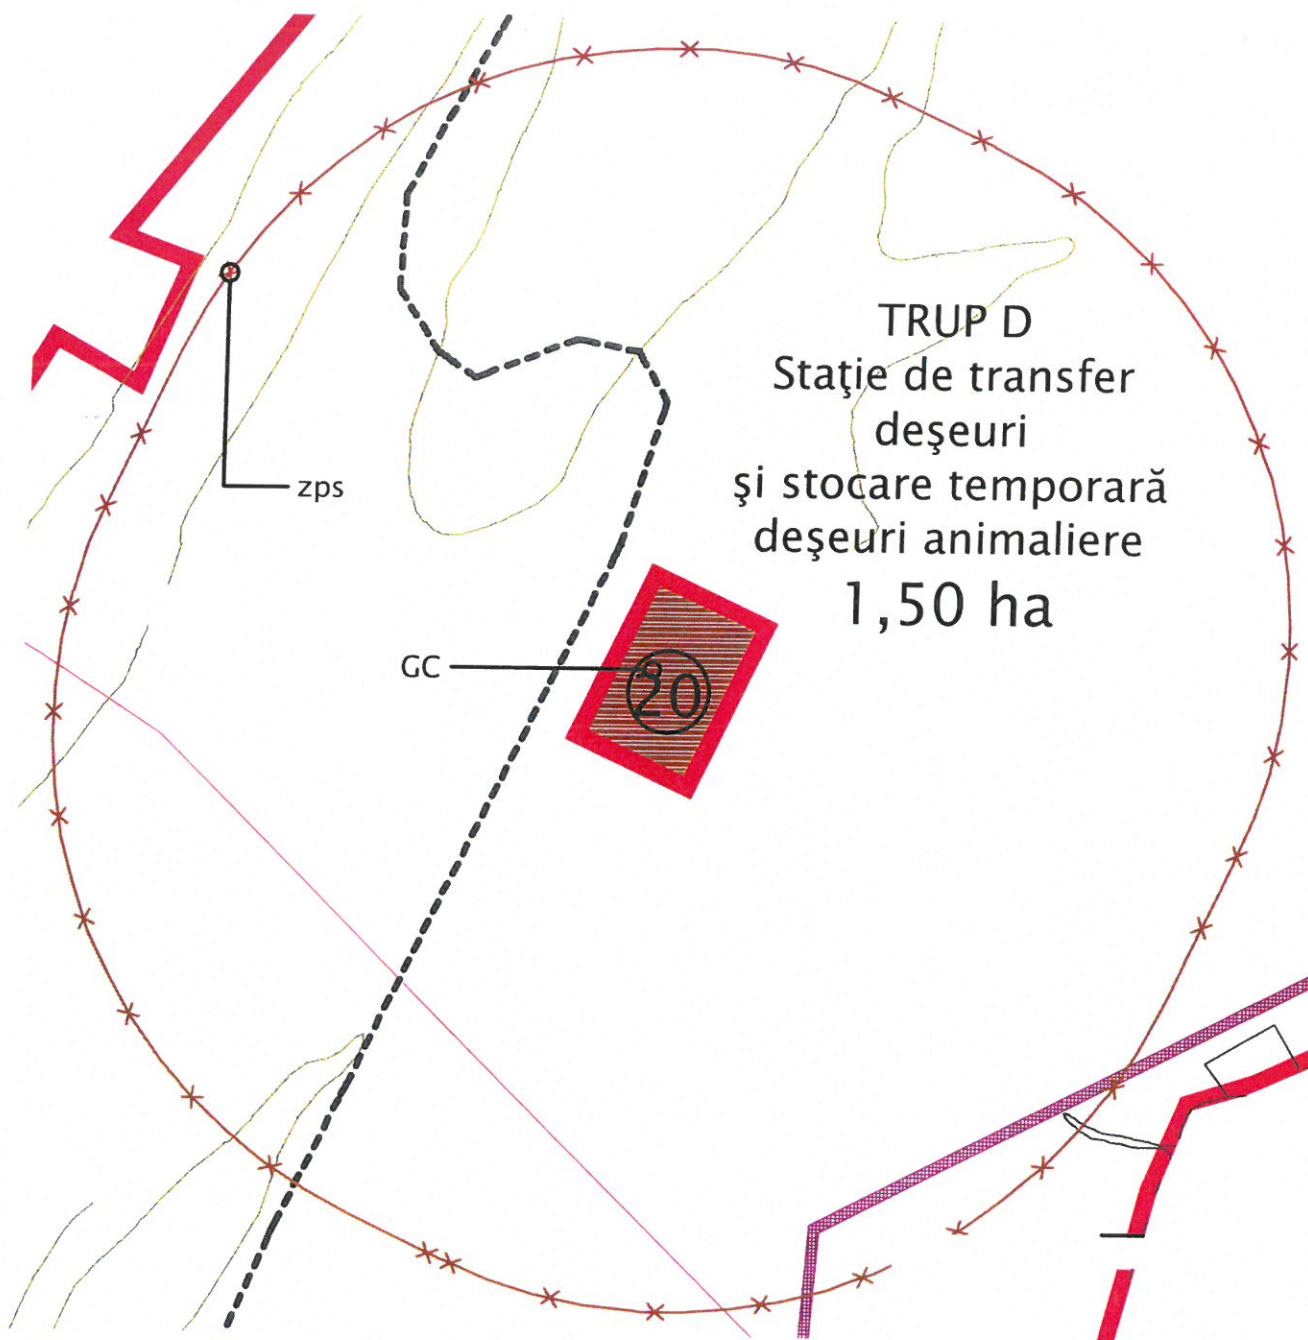 TRUP D
Staţie de transfer
deşeuri
şi stocare temporară
deşeuri animaliere
1,50 ha
zps
GC
20